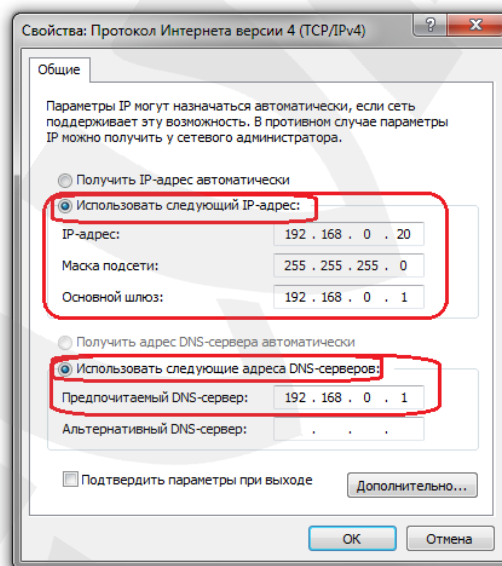 Свойства: Протокол Интернета версии 4 (TCP/IPv4)
Общие
Параметры IP могут назначаться автоматически, если сеть
поддерживает эту возможность. В противном случае параметры
IP можно получить у сетевого администратора.
Получить IP-адрес автоматически
Использовать следующий IP-адрес:
IP-адрес: 192 . 168 . 0 . 20
Маска подсети: 255 . 255 . 255 . 0
Основной шлюз: 192 . 168 . 0 . 1
Получить адрес DNS-сервера автоматически
Использовать следующие адреса DNS-серверов:
Предпочитаемый DNS-сервер: 192 . 168 . 0 . 1
Альтернативный DNS-сервер: . . .
Подтвердить параметры при выходе
Дополнительно...
OK Отмена